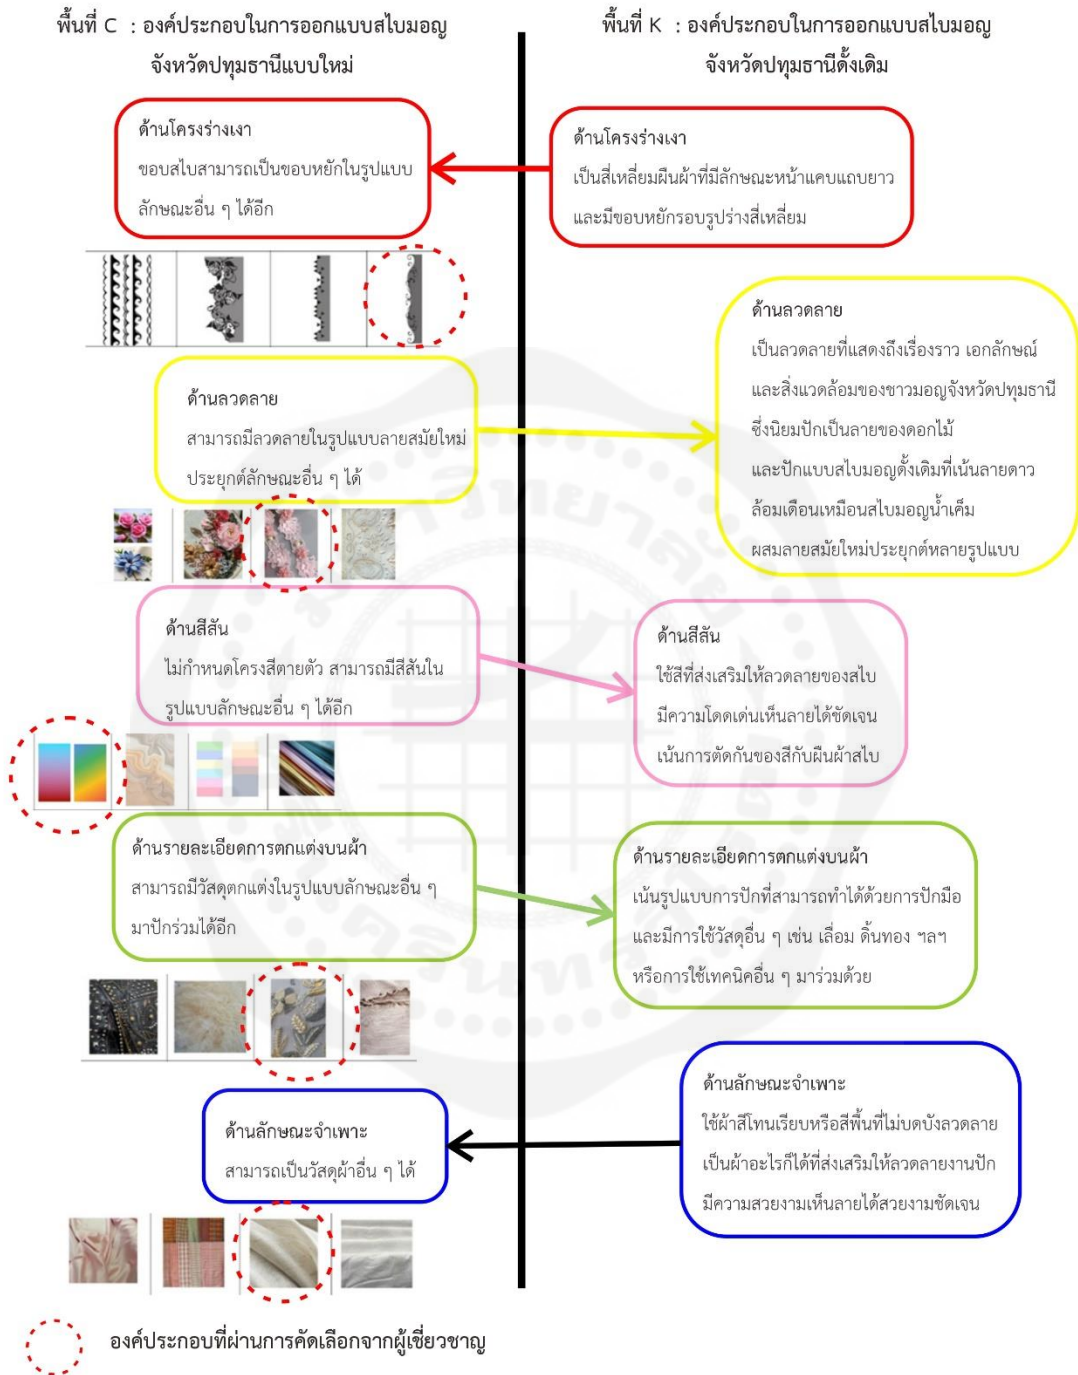 พื้นที่ C : องค์ประกอบในการออกแบบสไบมอญ
จังหวัดปทุมธานีแบบใหม่
พื้นที่ K : องค์ประกอบในการออกแบบสไบมอญ
จังหวัดปทุมธานีดั้งเดิม
ด้านโครงร่างเงา
ขอบสไบสามารถเป็นขอบหยักในรูปแบบ
ลักษณะอื่น ๆ ได้อีก
ด้านโครงร่างเงา
เป็นสี่เหลี่ยมผืนผ้าที่มีลักษณะหน้าแคบแถบยาว
และมีขอบหยักรอบรูปร่างสี่เหลี่ยม
ด้านลวดลาย
สามารถมีลวดลายในรูปแบบลายสมัยใหม่
ประยุกต์ลักษณะอื่น ๆ ได้
ด้านลวดลาย
เป็นลวดลายที่แสดงถึงเรื่องราว เอกลักษณ์
และสิ่งแวดล้อมของชาวมอญจังหวัดปทุมธานี
ซึ่งนิยมปักเป็นลายของดอกไม้
และปักแบบสไบมอญดั้งเดิมที่เน้นลายดาว
ล้อมเดือนเหมือนสไบมอญน้ำเค็ม
ผสมลายสมัยใหม่ประยุกต์หลายรูปแบบ
ด้านสีสัน
ไม่กำหนดโครงสีตายตัว สามารถมีสีสันใน
รูปแบบลักษณะอื่น ๆ ได้อีก
ด้านสีสัน
ใช้สีที่ส่งเสริมให้ลวดลายของสไบ
มีความโดดเด่นเห็นลายได้ชัดเจน
เน้นการตัดกันของสีกับผืนผ้าสไบ
ด้านรายละเอียดการตกแต่งบนผ้า
สามารถมีวัสดุตกแต่งในรูปแบบลักษณะอื่น ๆ
มาปักร่วมได้อีก
ด้านรายละเอียดการตกแต่งบนผ้า
เน้นรูปแบบการปักที่สามารถทำได้ด้วยการปักมือ
และมีการใช้วัสดุอื่น ๆ เช่น เลื่อม ดิ้นทอง ฯลฯ
หรือการใช้เทคนิคอื่น ๆ มาร่วมด้วย
ด้านลักษณะจำเพาะ
สามารถเป็นวัสดุผ้าอื่น ๆ ได้
ด้านลักษณะจำเพาะ
ใช้ผ้าสีโทนเรียบหรือสีพื้นที่ไม่บดบังลวดลาย
เป็นผ้าอะไรก็ได้ที่ส่งเสริมให้ลวดลายงานปัก
มีความสวยงามเห็นลายได้สวยงามชัดเจน
องค์ประกอบที่ผ่านการคัดเลือกจากผู้เชี่ยวชาญ